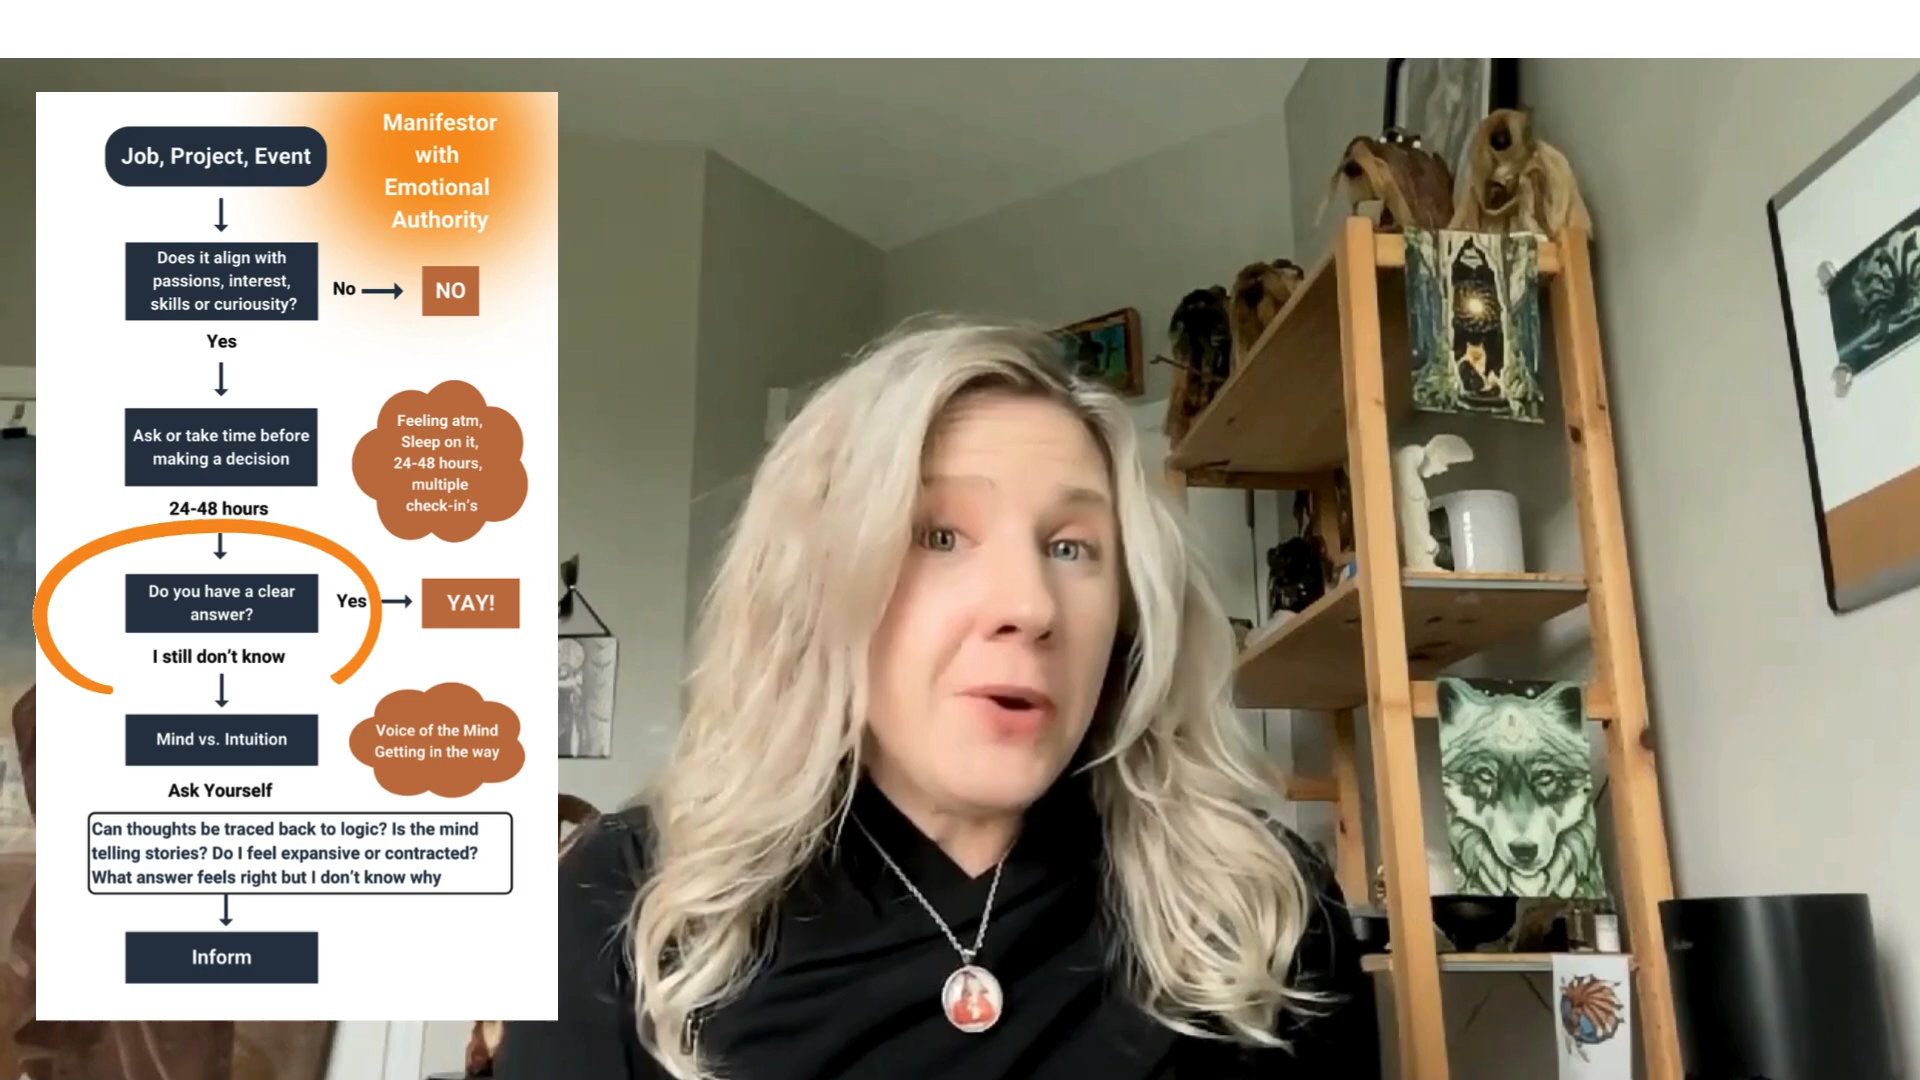 Manifestor
with
Emotional
Authority
Job, Project, Event
Does it align with
passions, interest,
skills or curiousity?
No
NO
Yes
Ask or take time before
making a decision
Feeling atm,
Sleep on it,
24-48 hours,
multiple
check-in's
24-48 hours
Do you have a clear
answer?
Yes
YAY!
I still don't know
Mind vs. Intuition
Voice of the Mind
Getting in the way
Ask Yourself
Can thoughts be traced back to logic? Is the mind
telling stories? Do I feel expansive or contracted?
What answer feels right but I don't know why
Inform